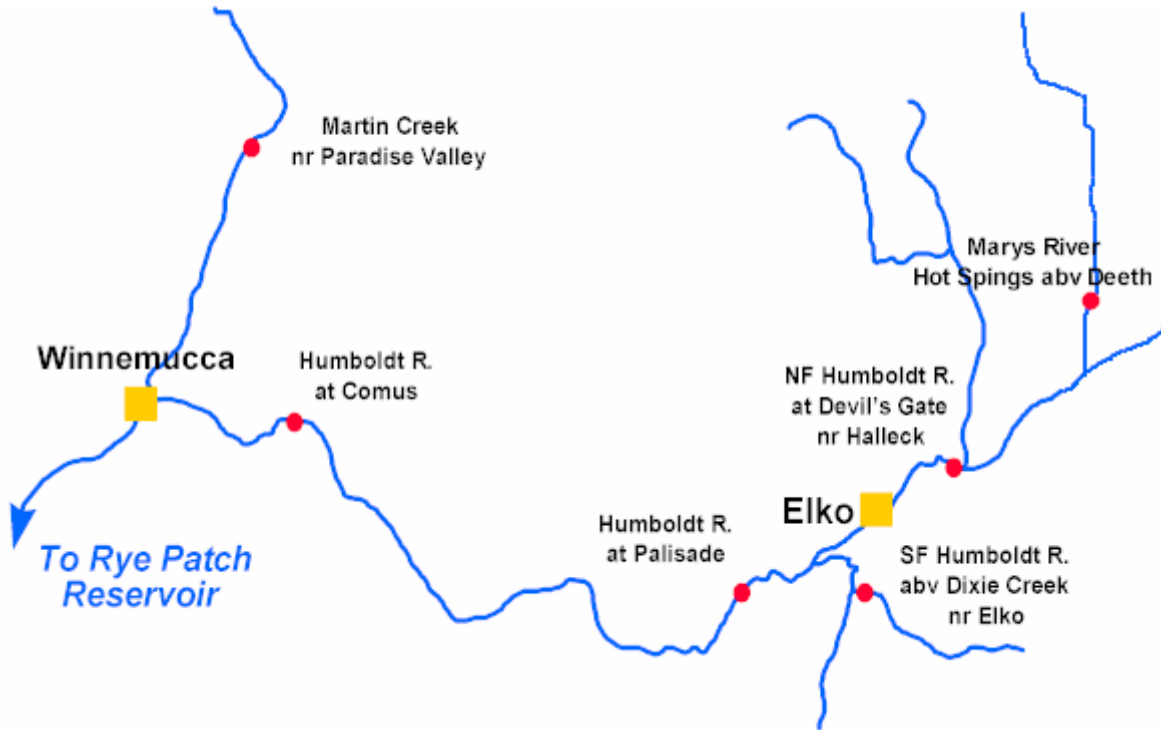 Martin Creek
nr Paradise Valley
Marys River
Hot Spings abv Deeth
Winnemucca
Humboldt R.
at Comus
NF Humboldt R.
at Devil's Gate
nr Halleck
Elko
Humboldt R.
at Palisade
SF Humboldt R.
abv Dixie Creek
nr Elko
To Rye Patch
Reservoir